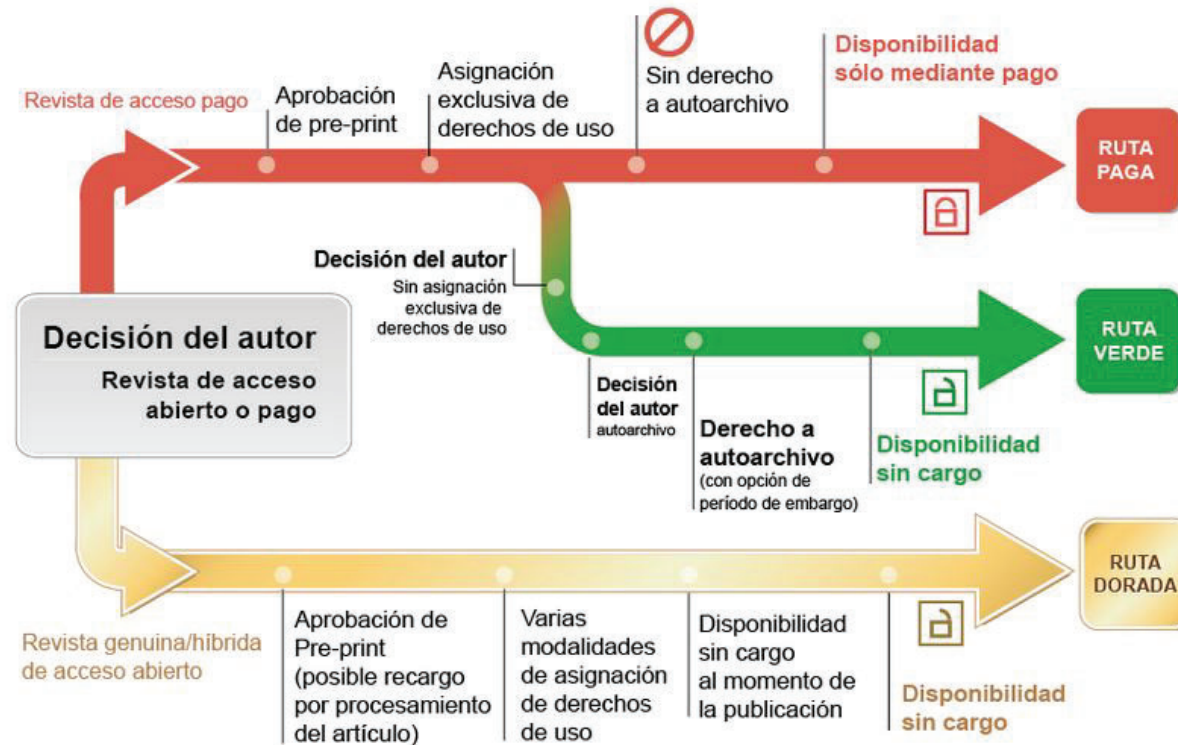 Revista de acceso pago
Aprobación
de pre-print
Asignación
exclusiva de
derechos de uso
Sin derecho
a autoarchivo
Disponibilidad
sólo mediante pago
RUTA
PAGA
Decisión del autor
Sin asignación
exclusiva de
derechos de uso
Decisión del autor
Revista de acceso
abierto o pago
Decisión
del autor
autoarchivo
Derecho a
autoarchivo
(con opción de
período de embargo)
Disponibilidad
sin cargo
RUTA
VERDE
Revista genuina/híbrida
de acceso abierto
Aprobación de
Pre-print
(posible recargo
por procesamiento
del artículo)
Varias
modalidades
de asignación
de derechos
de uso
Disponibilidad
sin cargo
al momento de
la publicación
Disponibilidad
sin cargo
RUTA
DORADA